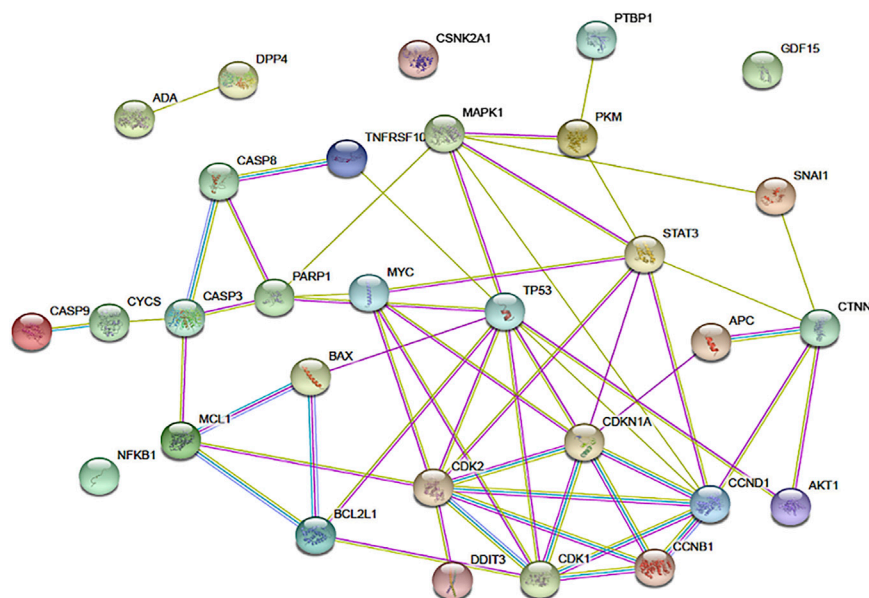 PTBP1
CSNK2A1
GDF15
DPP4
ADA
MAPK1
PKM
TNFRSF10
CASP8
SNAI1
STAT3
PARP1
MYC
TP53
CASP9
CYCS
CASP3
CTNN
APC
BAX
MCL1
CDKN1A
NFKB1
CDK2
CCND1
AKT1
BCL2L1
DDIT3
CDK1
CCNB1